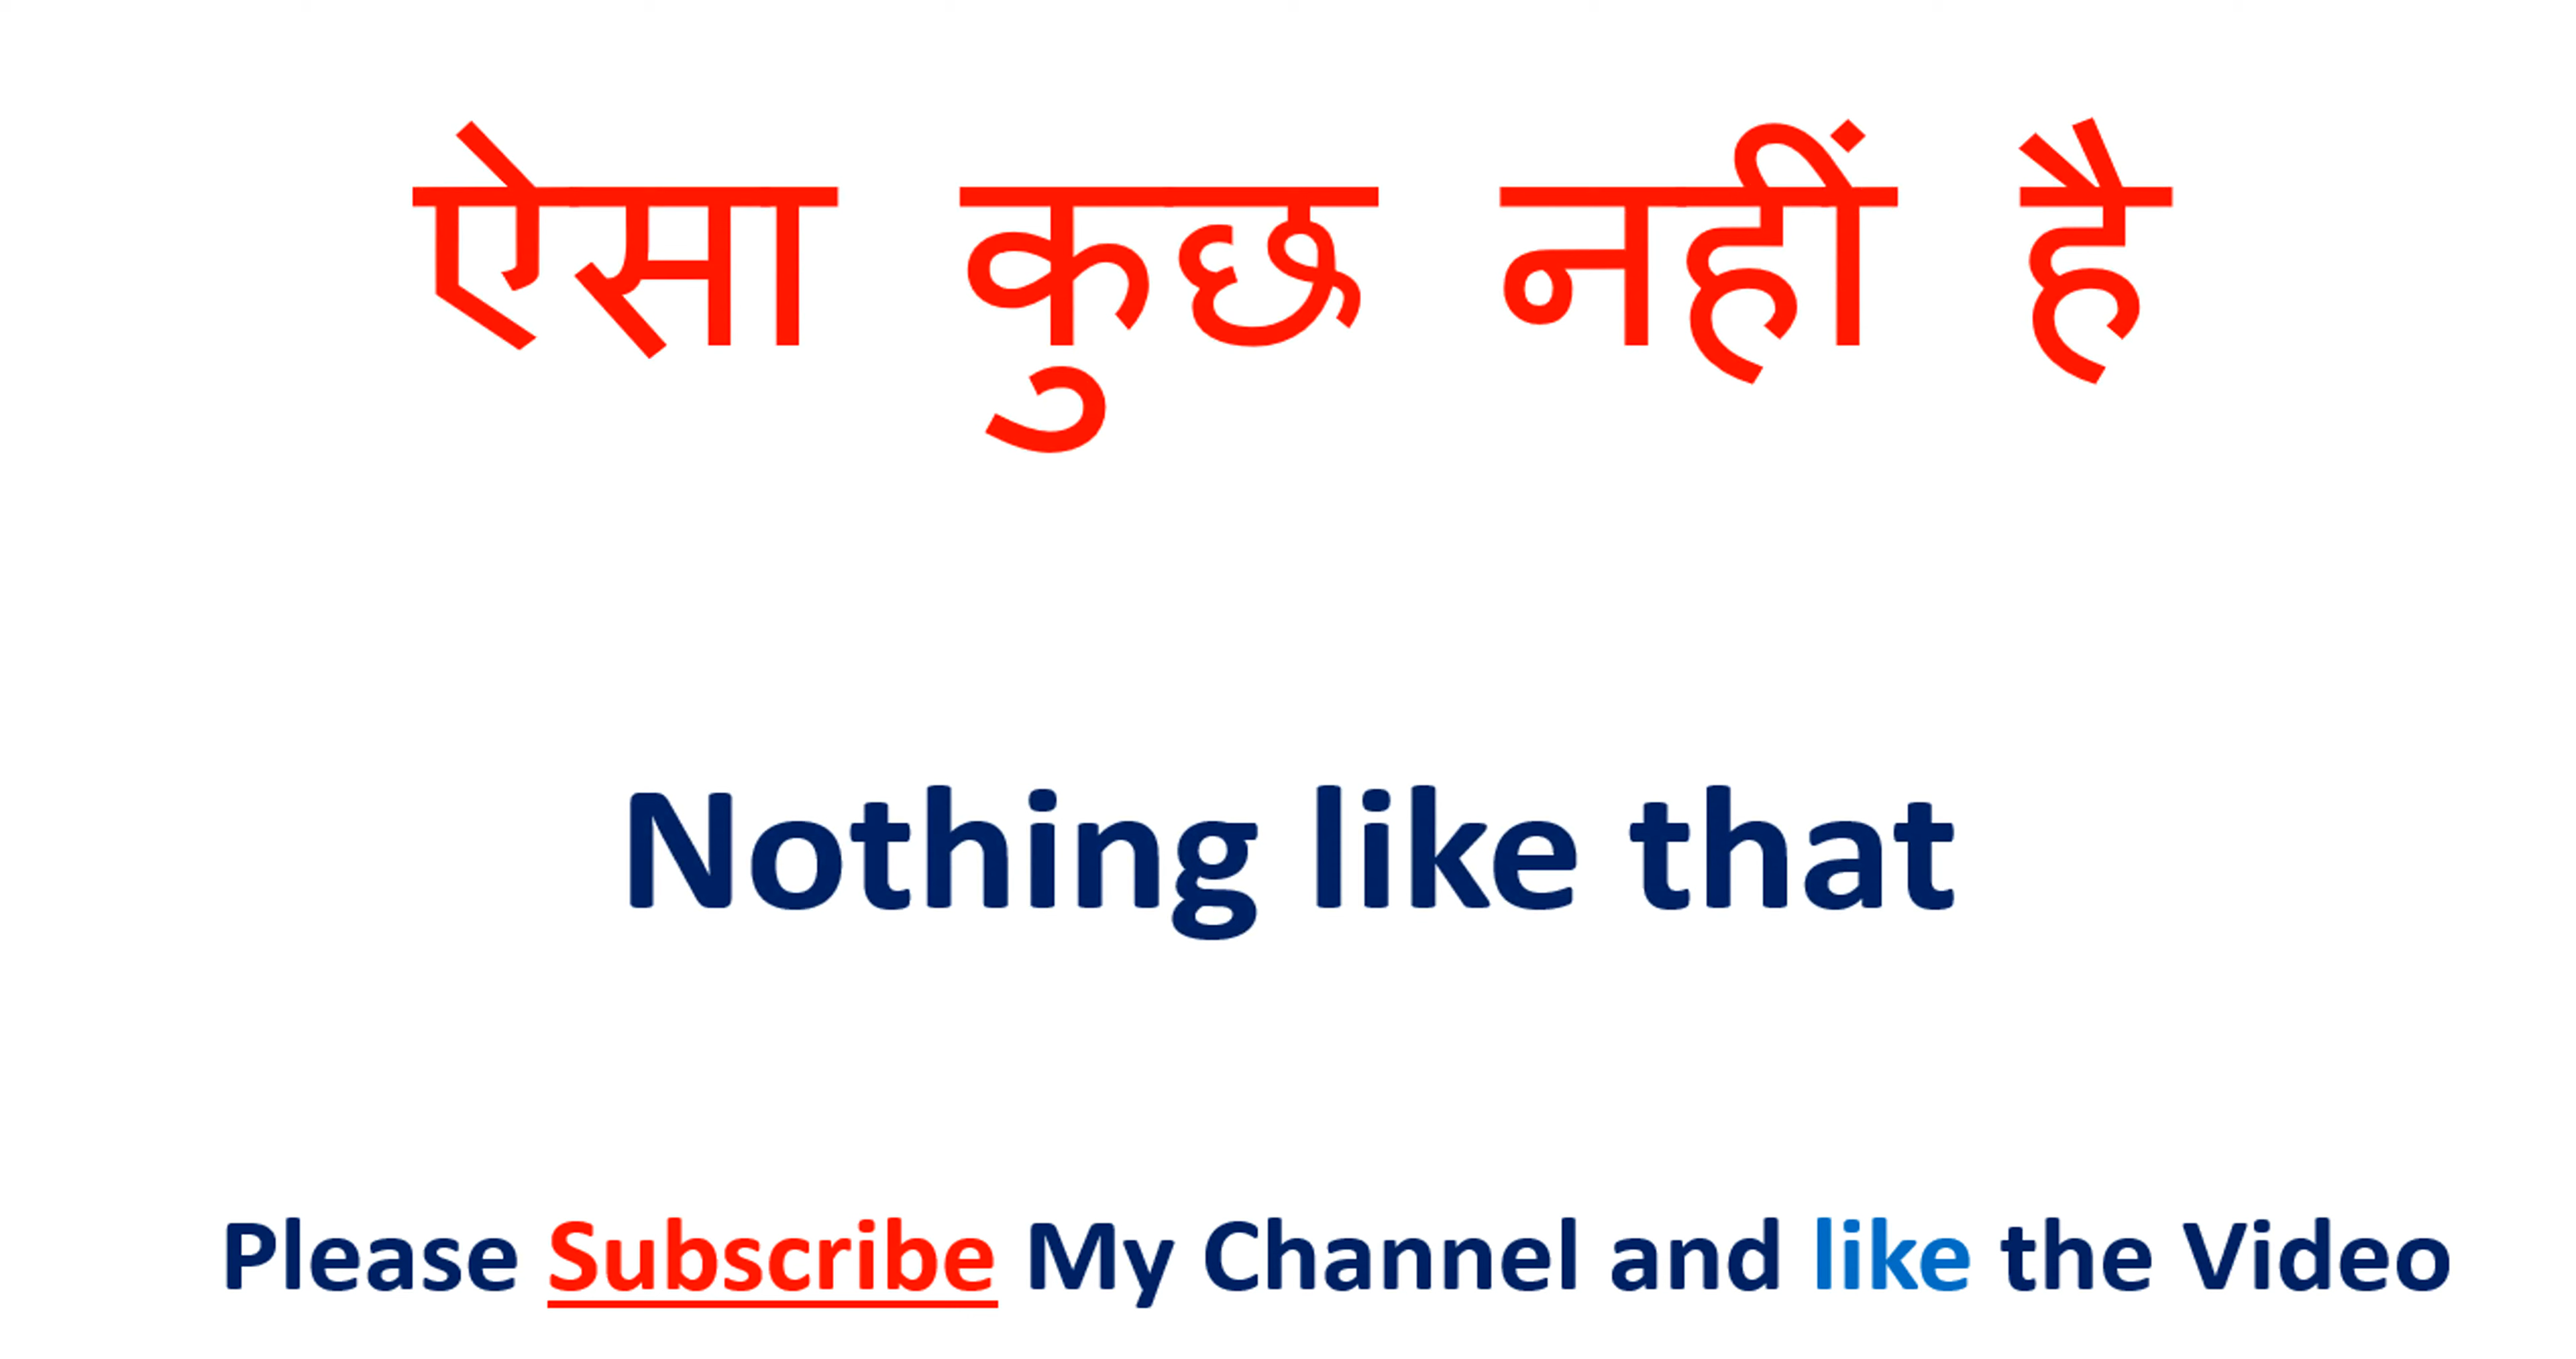 ऐसा कुछ नहीं है
Nothing like that
Please Subscribe My Channel and like the Video